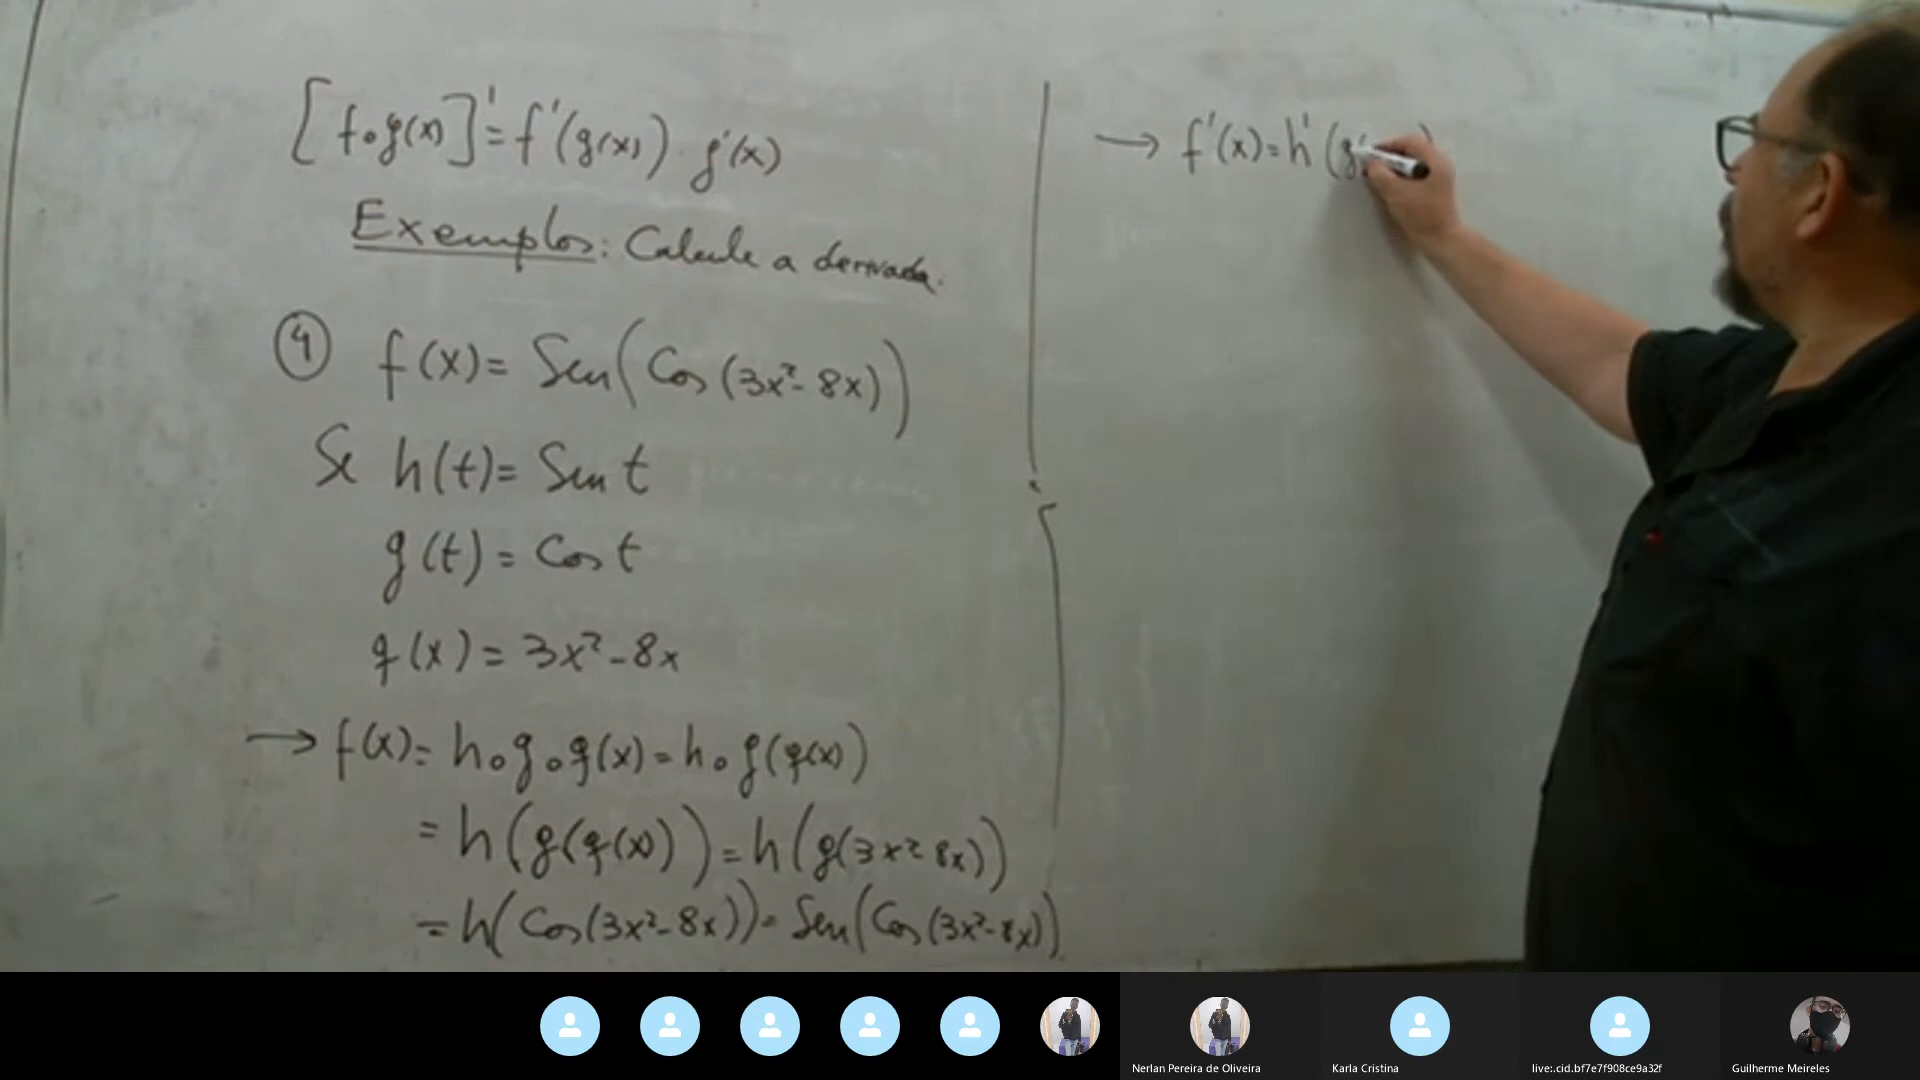 [f∘g(x)]' = f'(g(x)) · g'(x)
Exemplos: Calcule a derivada.
④ f(x) = Sen(Cos(3x²-8x))
Se h(t) = Sen t
g(t) = Cos t
q(x) = 3x²-8x
→ f(x) = h∘g∘q(x) = h∘g(q(x))
= h(g(q(x))) = h(g(3x²-8x))
= h(Cos(3x²-8x)) = Sen(Cos(3x²-8x))
→ f'(x) = h'(g )
Nerlan Pereira de Oliveira
Karla Cristina
live:.cid.bf7e7f908ce9a32f
Guilherme Meireles